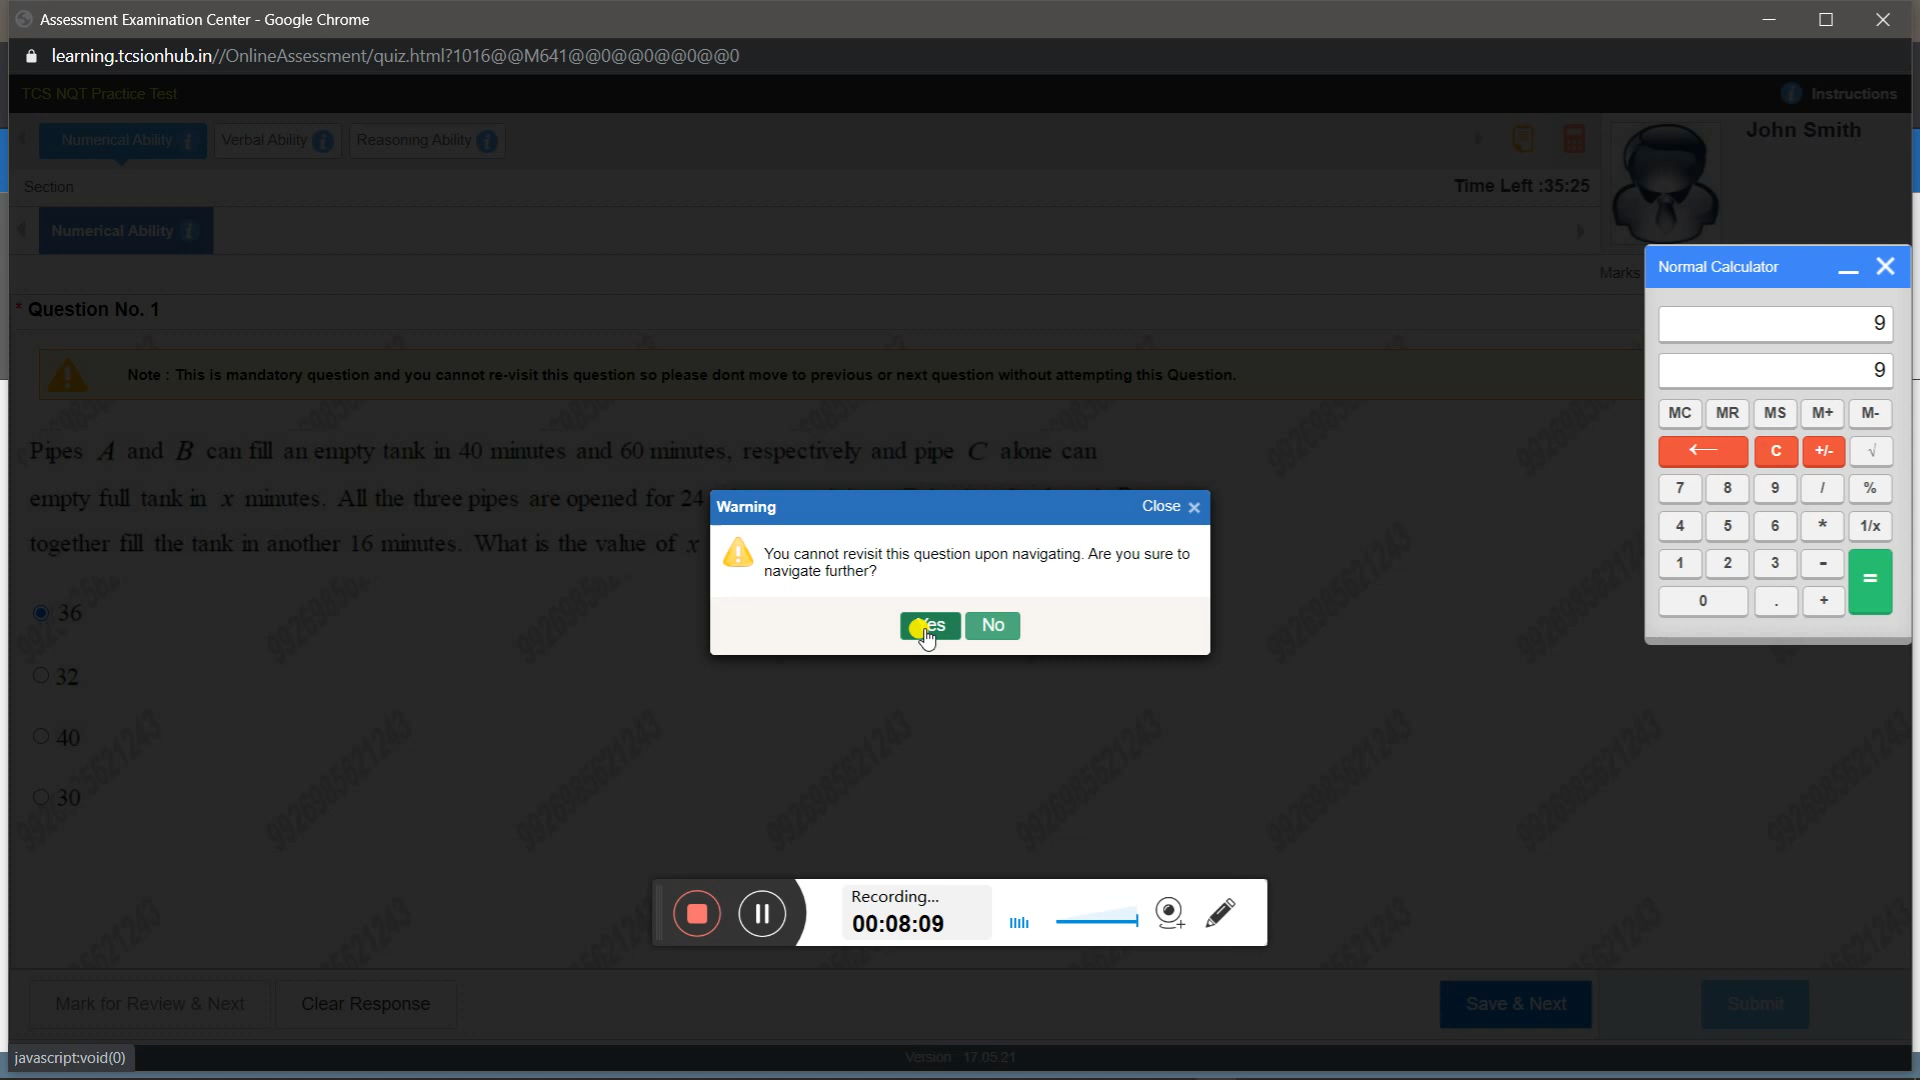 Assessment Examination Center - Google Chrome
learning.tcsionhub.in//OnlineAssessment/quiz.html?1016@@M641@@0@@0@@0@@0
TCS NQT Practice Test
Instructions
Numerical Ability
Verbal Ability
Reasoning Ability
John Smith
Section
Time Left :35:25
Numerical Ability
Marks
* Question No. 1
Note : This is mandatory question and you cannot re-visit this question so please dont move to previous or next question without attempting this Question.
Pipes A and B can fill an empty tank in 40 minutes and 60 minutes, respectively and pipe C alone can
empty full tank in x minutes. All the three pipes are opened for 24
together fill the tank in another 16 minutes. What is the value of x
36
32
40
30
Warning
Close
You cannot revisit this question upon navigating. Are you sure to
navigate further?
Yes
No
Normal Calculator
9
9
MC MR MS M+ M-
← C +/- √
7 8 9 / %
4 5 6 * 1/x
1 2 3 - =
0 . +
Recording...
00:08:09
Mark for Review & Next
Clear Response
Save & Next
Submit
javascript:void(0)
Version 17.05.21
9926985621243